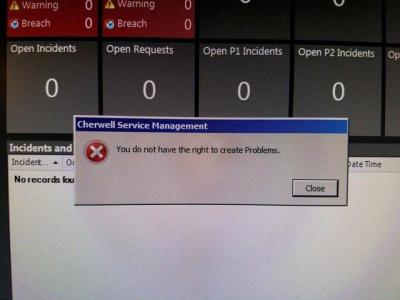 Warning 0
Warning 0
Breach 0
Breach 0
0
0
0
Open Incidents
Open Requests
Open P1 Incidents
Open P2 Incidents
Op
0
0
0
0
Cherwell Service Management
You do not have the right to create Problems.
Close
Incidents and
Incident...
Date Time
No records fou